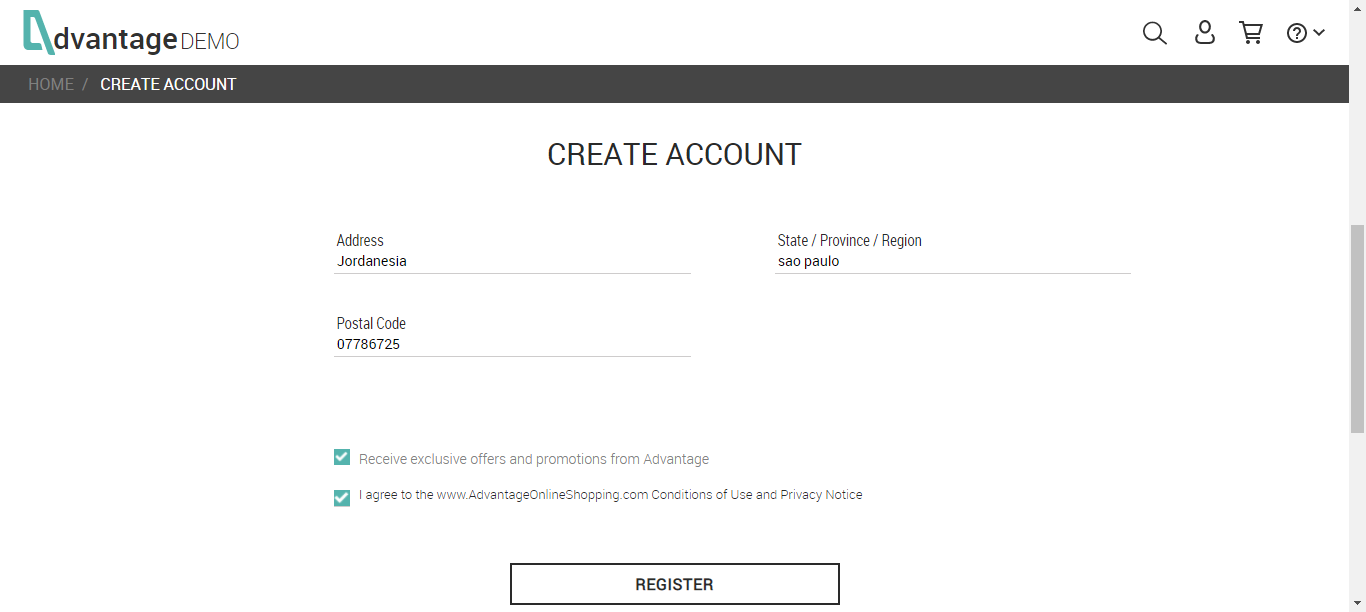 dvantage DEMO
HOME / CREATE ACCOUNT
CREATE ACCOUNT
Address
Jordanesia
State / Province / Region
sao paulo
Postal Code
07786725
Receive exclusive offers and promotions from Advantage
I agree to the www.AdvantageOnlineShopping.com Conditions of Use and Privacy Notice
REGISTER